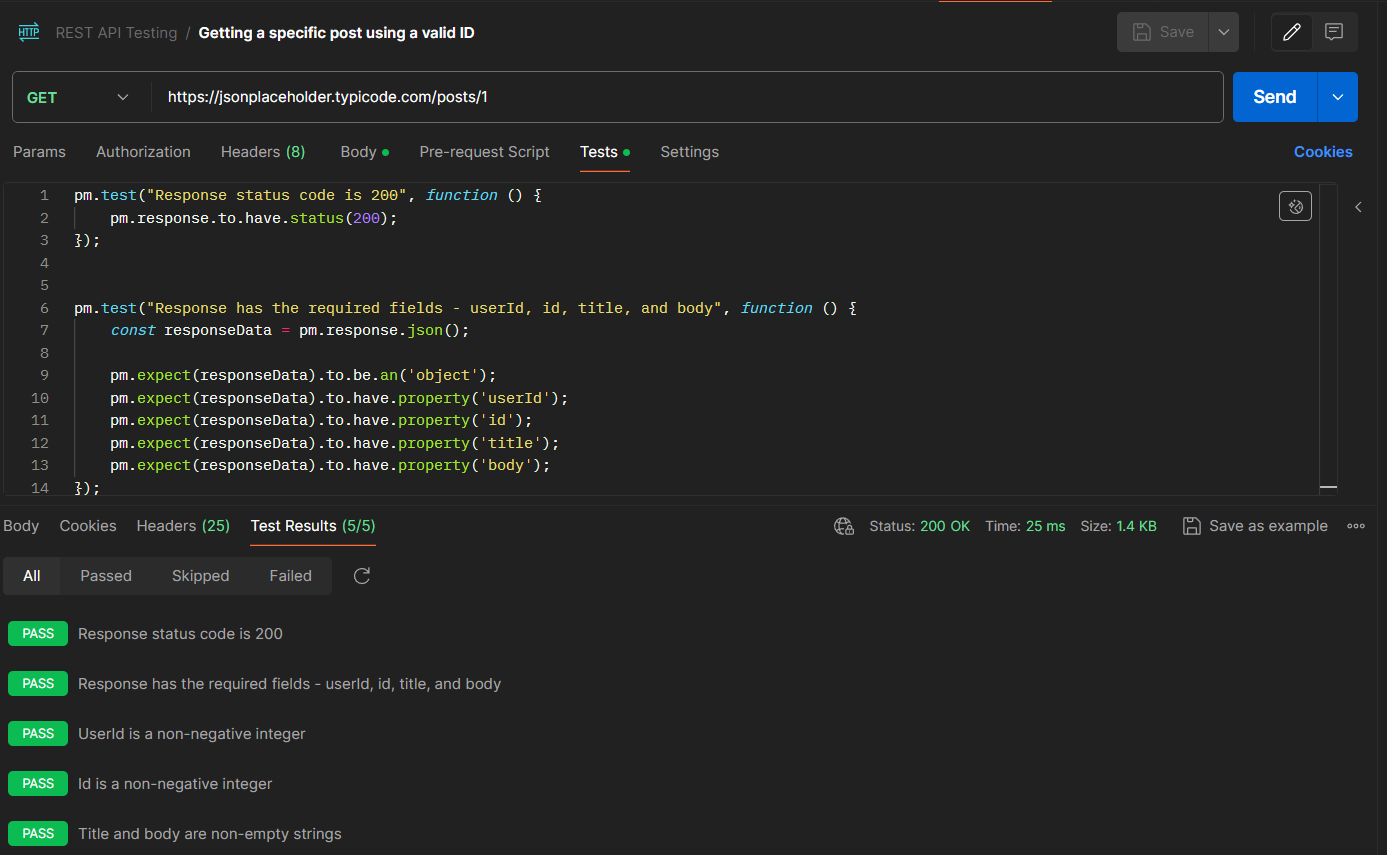 HTTP REST API Testing / Getting a specific post using a valid ID Save
GET https://jsonplaceholder.typicode.com/posts/1 Send
Params Authorization Headers (8) Body Pre-request Script Tests Settings Cookies
1 pm.test("Response status code is 200", function () {
2 pm.response.to.have.status(200);
3 });
4
5
6 pm.test("Response has the required fields - userId, id, title, and body", function () {
7 const responseData = pm.response.json();
8
9 pm.expect(responseData).to.be.an('object');
10 pm.expect(responseData).to.have.property('userId');
11 pm.expect(responseData).to.have.property('id');
12 pm.expect(responseData).to.have.property('title');
13 pm.expect(responseData).to.have.property('body');
14 });
Body Cookies Headers (25) Test Results (5/5) Status: 200 OK Time: 25 ms Size: 1.4 KB Save as example
All Passed Skipped Failed
PASS Response status code is 200
PASS Response has the required fields - userId, id, title, and body
PASS UserId is a non-negative integer
PASS Id is a non-negative integer
PASS Title and body are non-empty strings